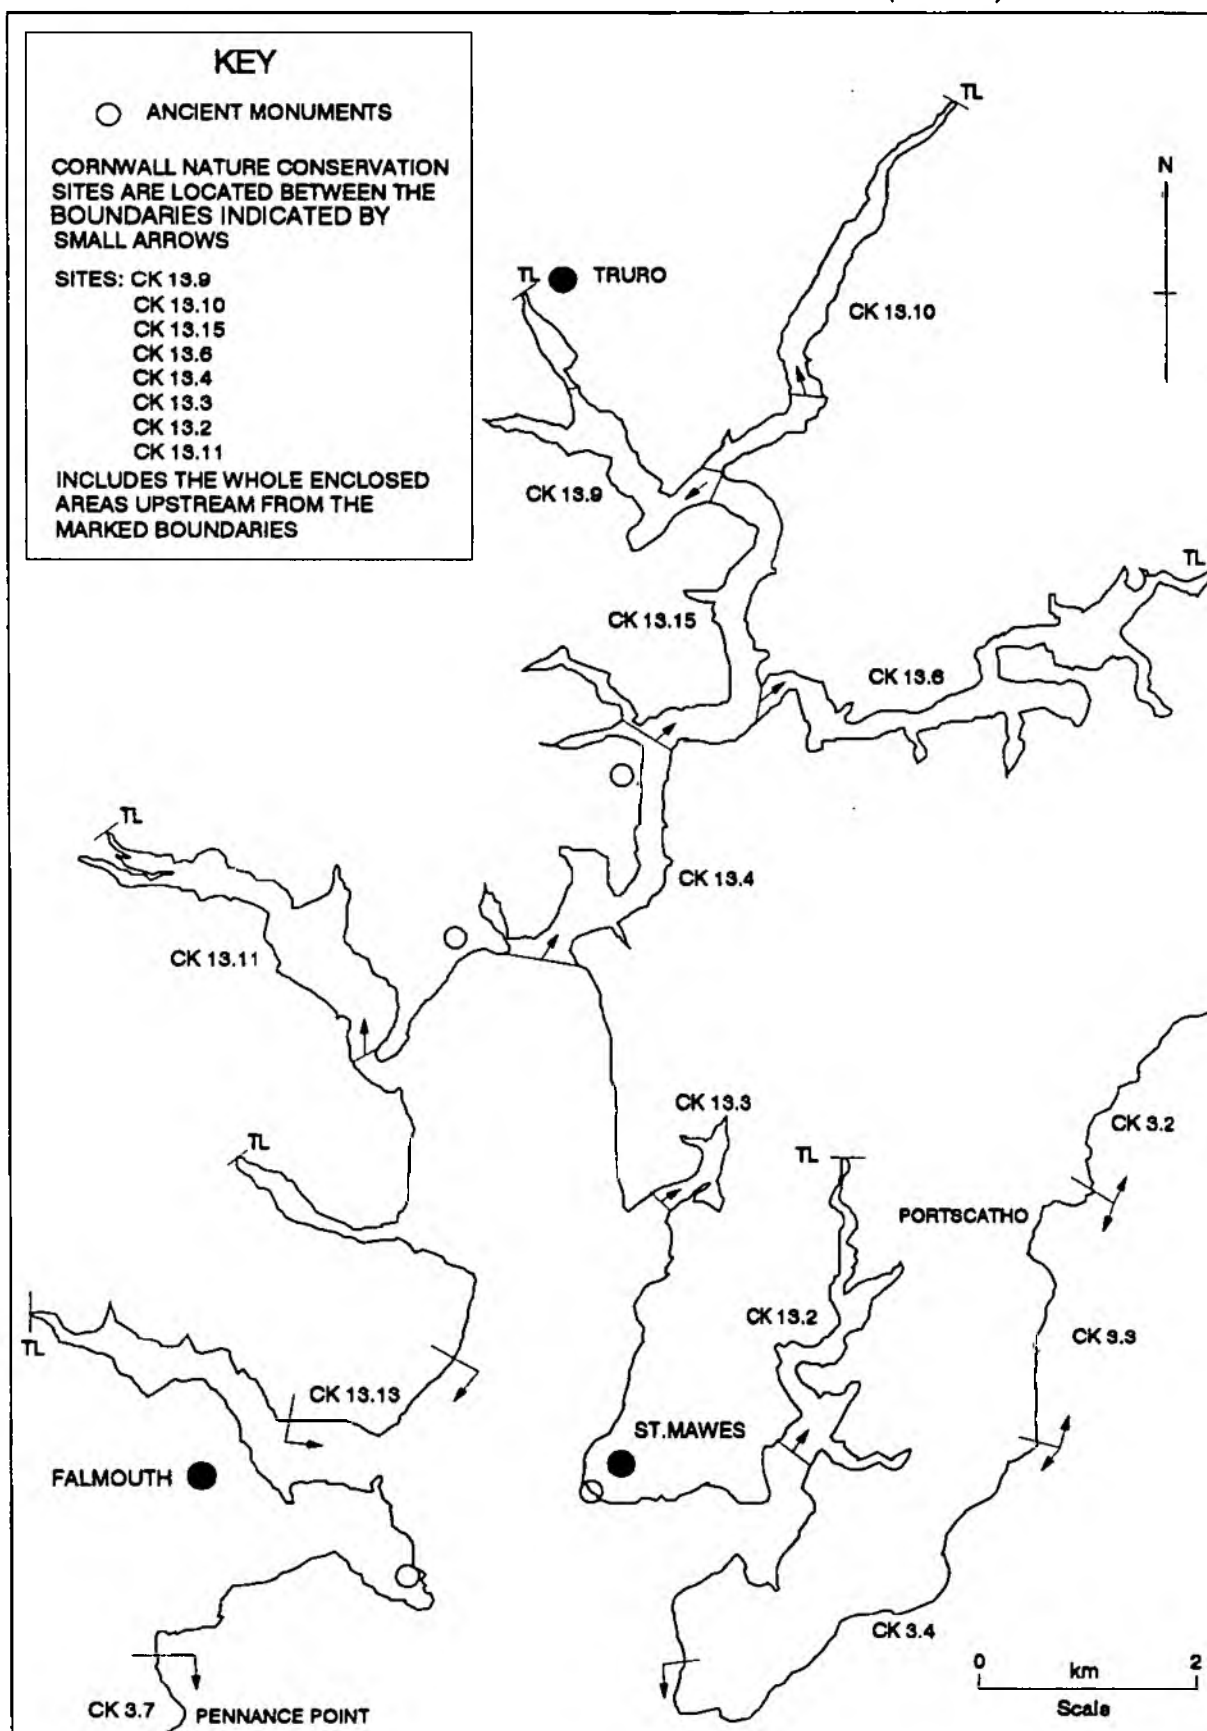 KEY
ANCIENT MONUMENTS
CORNWALL NATURE CONSERVATION
SITES ARE LOCATED BETWEEN THE
BOUNDARIES INDICATED BY
SMALL ARROWS
SITES: CK 13.9
CK 13.10
CK 13.15
CK 13.6
CK 13.4
CK 13.3
CK 13.2
CK 13.11
INCLUDES THE WHOLE ENCLOSED
AREAS UPSTREAM FROM THE
MARKED BOUNDARIES
TL
N
TL
TRURO
CK 13.10
CK 13.9
TL
CK 13.15
CK 13.6
TL
CK 13.4
CK 13.11
CK 13.3
CK 3.2
TL
TL
PORTSCATHO
CK 13.2
CK 3.3
TL
CK 13.13
ST.MAWES
FALMOUTH
CK 3.4
0
2
km
Scale
CK 3.7
PENNANCE POINT